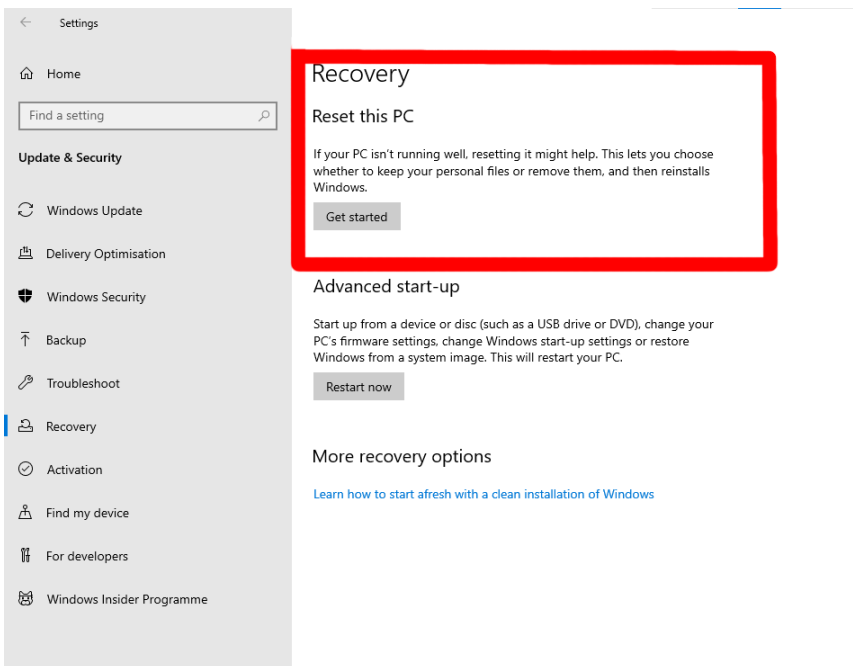 Settings
Home
Find a setting
Update & Security
Windows Update
Delivery Optimisation
Windows Security
Backup
Troubleshoot
Recovery
Activation
Find my device
For developers
Windows Insider Programme
Recovery
Reset this PC
If your PC isn't running well, resetting it might help. This lets you choose
whether to keep your personal files or remove them, and then reinstalls
Windows.
Get started
Advanced start-up
Start up from a device or disc (such as a USB drive or DVD), change your
PC's firmware settings, change Windows start-up settings or restore
Windows from a system image. This will restart your PC.
Restart now
More recovery options
Learn how to start afresh with a clean installation of Windows